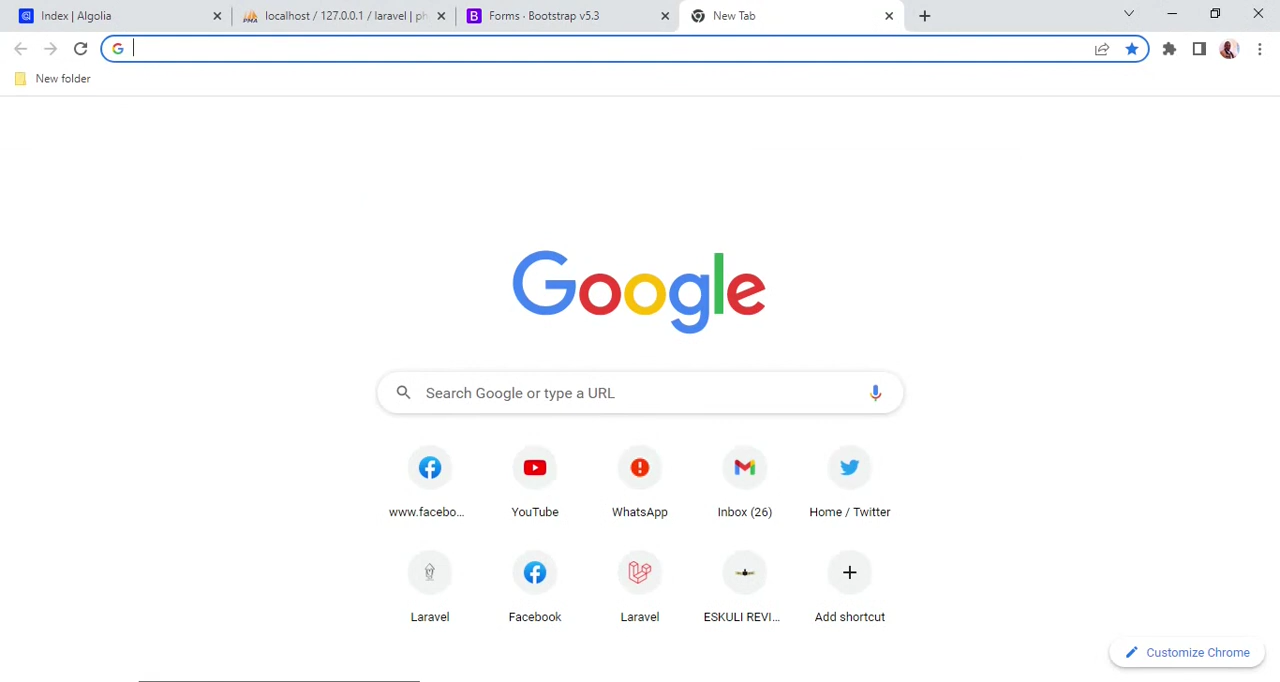 Index | Algolia
localhost / 127.0.0.1 / laravel | ph
Forms · Bootstrap v5.3
New Tab
New folder
Google
Search Google or type a URL
www.facebo...
YouTube
WhatsApp
Inbox (26)
Home / Twitter
Laravel
Facebook
Laravel
ESKULI REVI...
Add shortcut
Customize Chrome